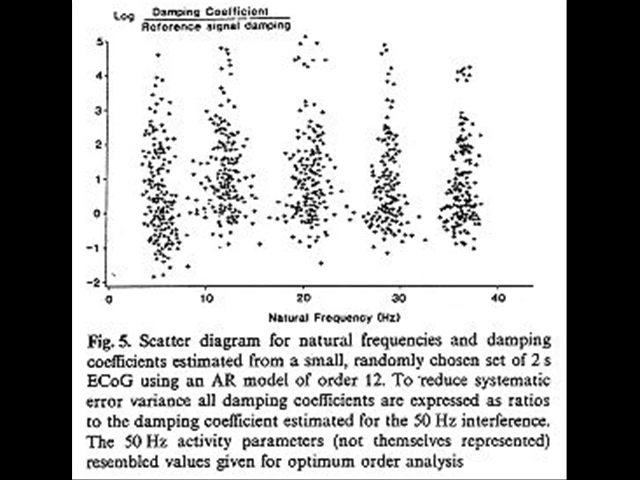 Log Damping Coefficient
Reference signal damping
5
4
3
2
1
0
-1
-2
0 10 20 30 40
Natural Frequency (Hz)
Fig. 5. Scatter diagram for natural frequencies and damping
coefficients estimated from a small, randomly chosen set of 2 s
ECoG using an AR model of order 12. To reduce systematic
error variance all damping coefficients are expressed as ratios
to the damping coefficient estimated for the 50 Hz interference.
The 50 Hz activity parameters (not themselves represented)
resembled values given for optimum order analysis